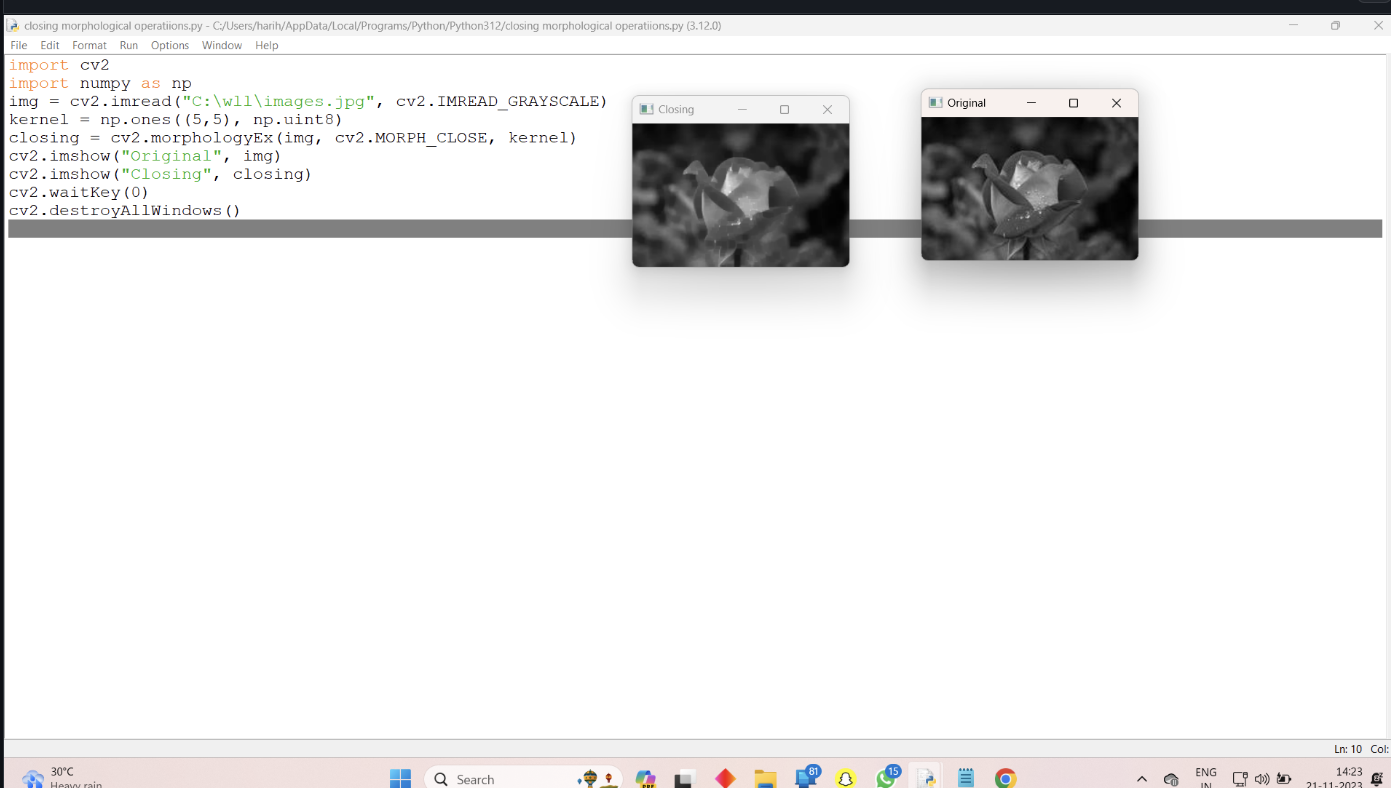 closing morphological operatiions.py - C:/Users/harih/AppData/Local/Programs/Python/Python312/closing morphological operatiions.py (3.12.0)
File Edit Format Run Options Window Help
import cv2
import numpy as np
img = cv2.imread("C:\wll\images.jpg", cv2.IMREAD_GRAYSCALE)
kernel = np.ones((5,5), np.uint8)
closing = cv2.morphologyEx(img, cv2.MORPH_CLOSE, kernel)
cv2.imshow("Original", img)
cv2.imshow("Closing", closing)
cv2.waitKey(0)
cv2.destroyAllWindows()
Closing
Original
Ln: 10 Col:
30°C
Heavy rain
Search
PRE
81
15
ENG
IN
14:23
21-11-2023